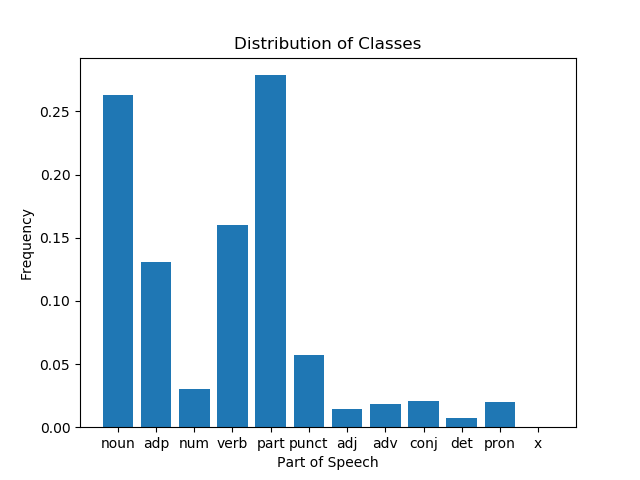 Distribution of Classes
Frequency
0.25
0.20
0.15
0.10
0.05
0.00
noun adp num verb part punct adj adv conj det pron x
Part of Speech